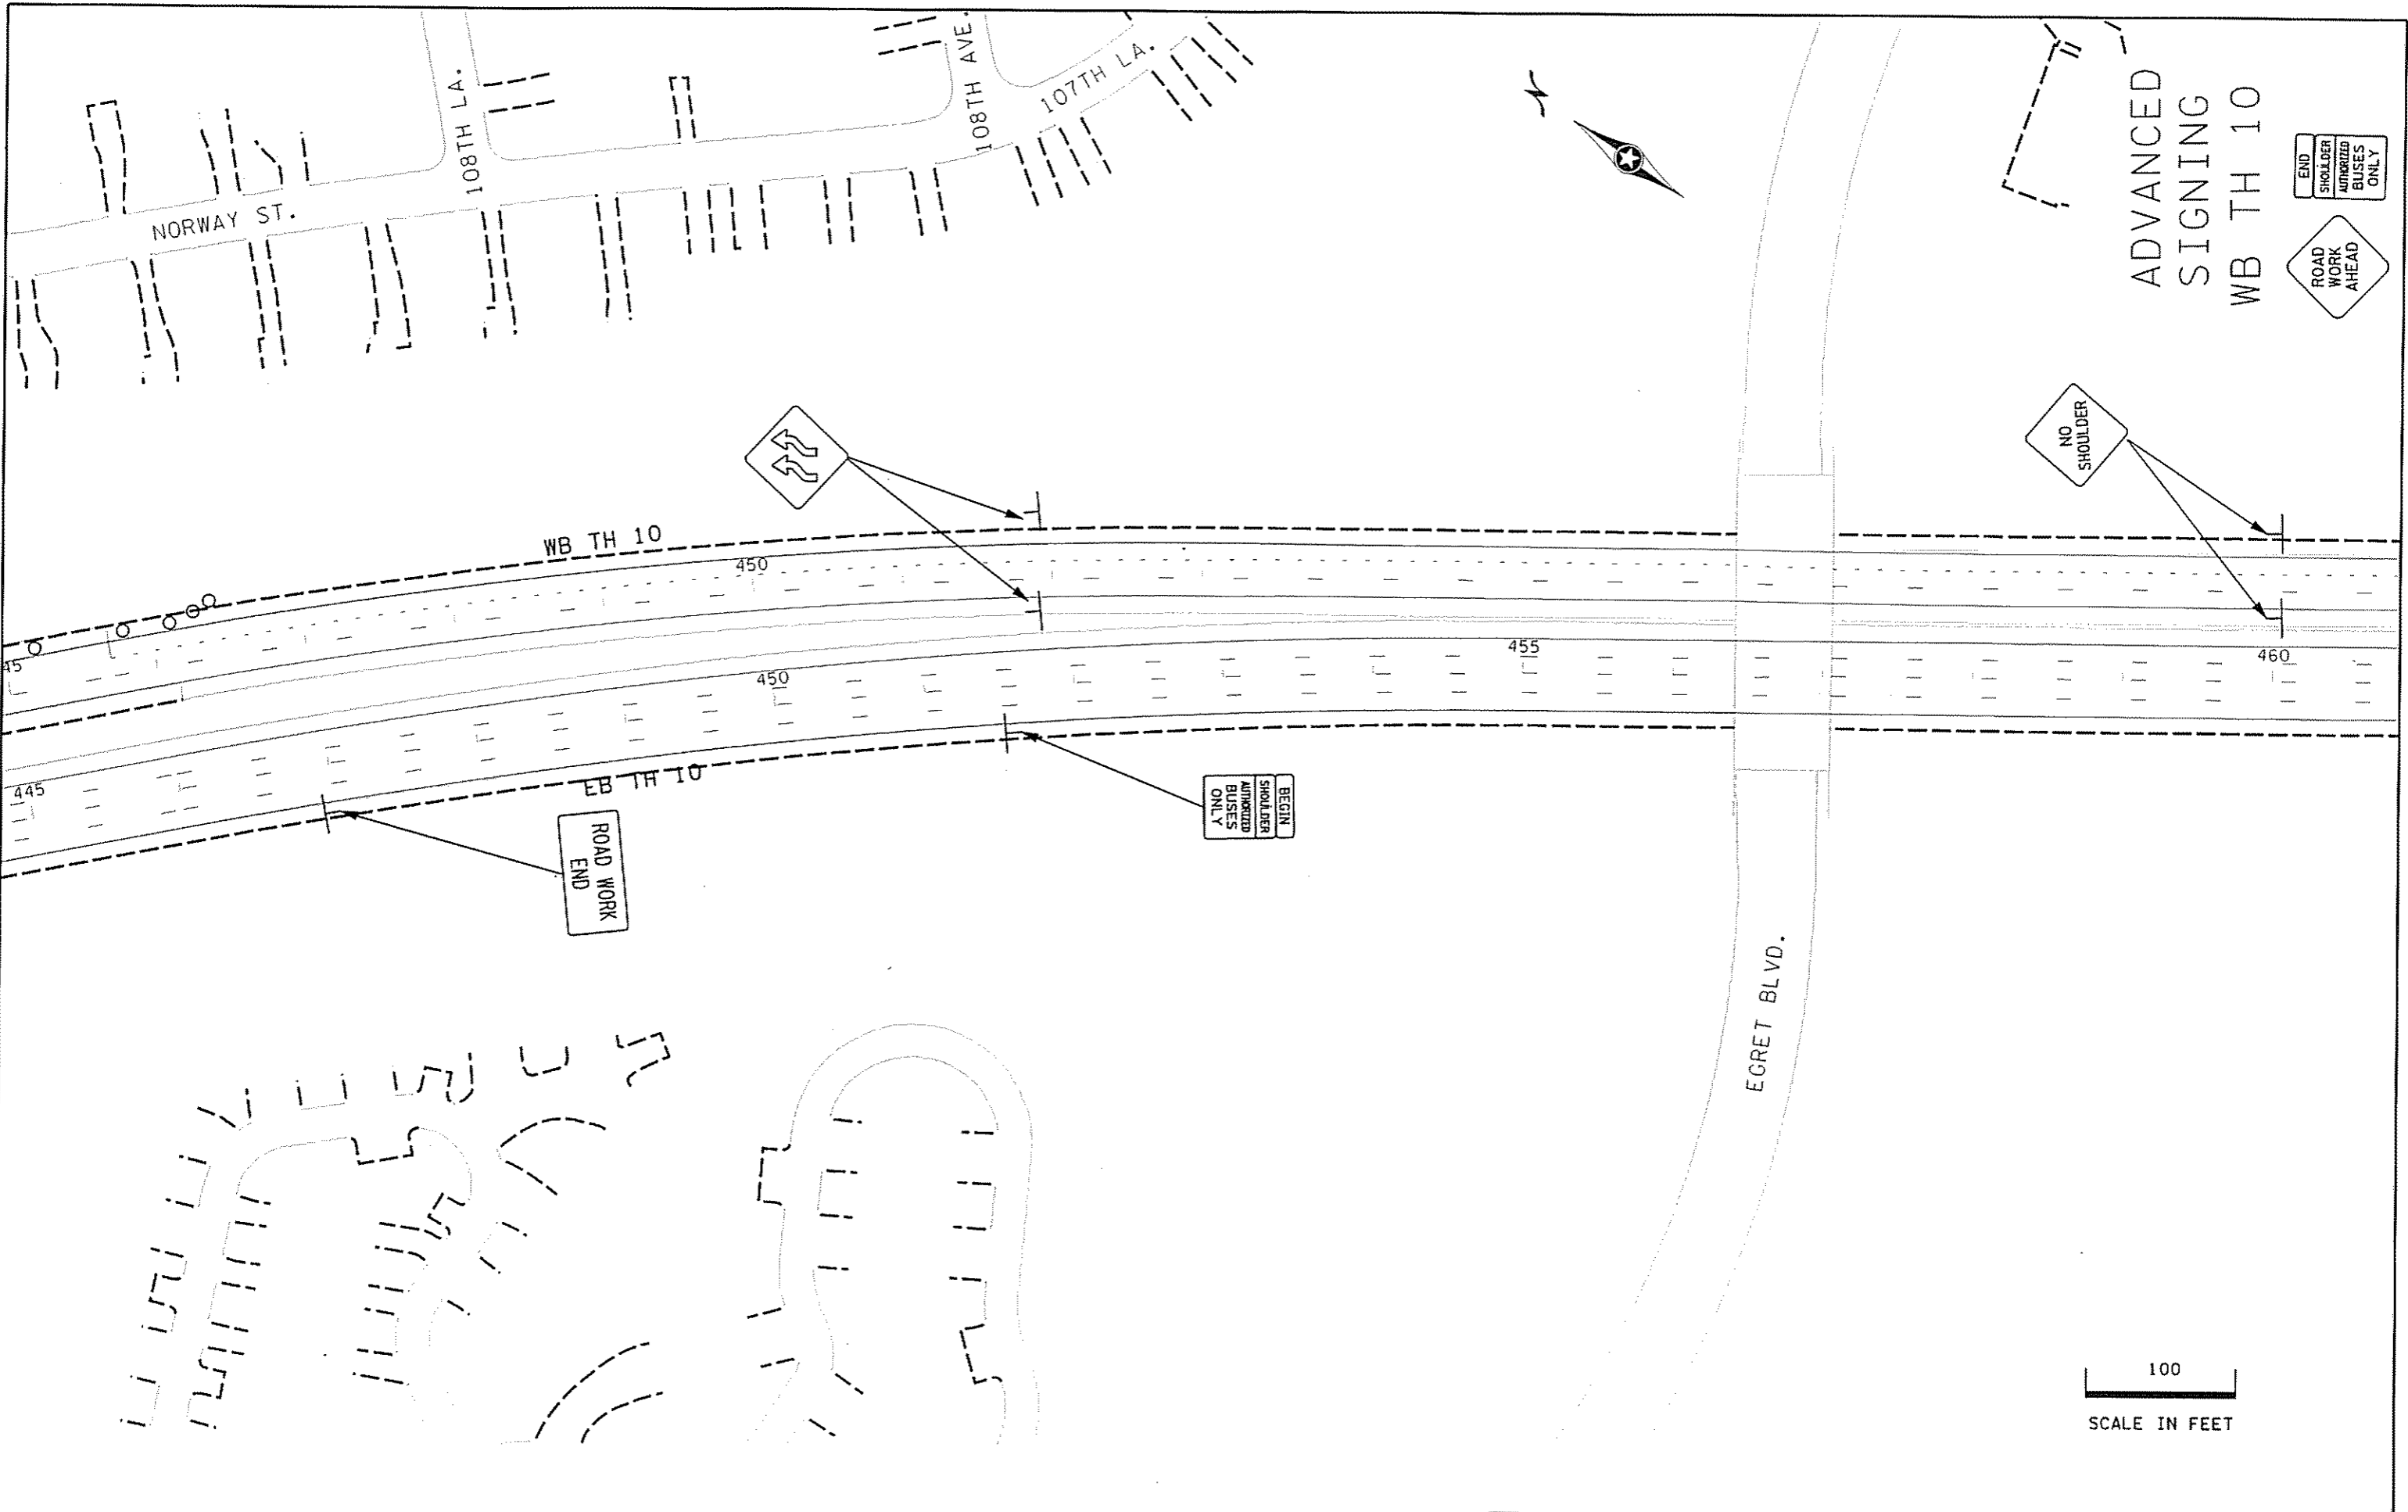 108TH LA.
108TH AVE.
107TH LA.
NORWAY ST.
N
ADVANCED
SIGNING
WB TH 10
END
SHOULDER
AUTHORIZED
BUSES
ONLY
ROAD
WORK
AHEAD
NO
SHOULDER
WB TH 10
450
45
455
460
450
445
EB TH 10
BEGIN
SHOULDER
AUTHORIZED
BUSES
ONLY
ROAD WORK
END
EGRET BLVD.
100
SCALE IN FEET